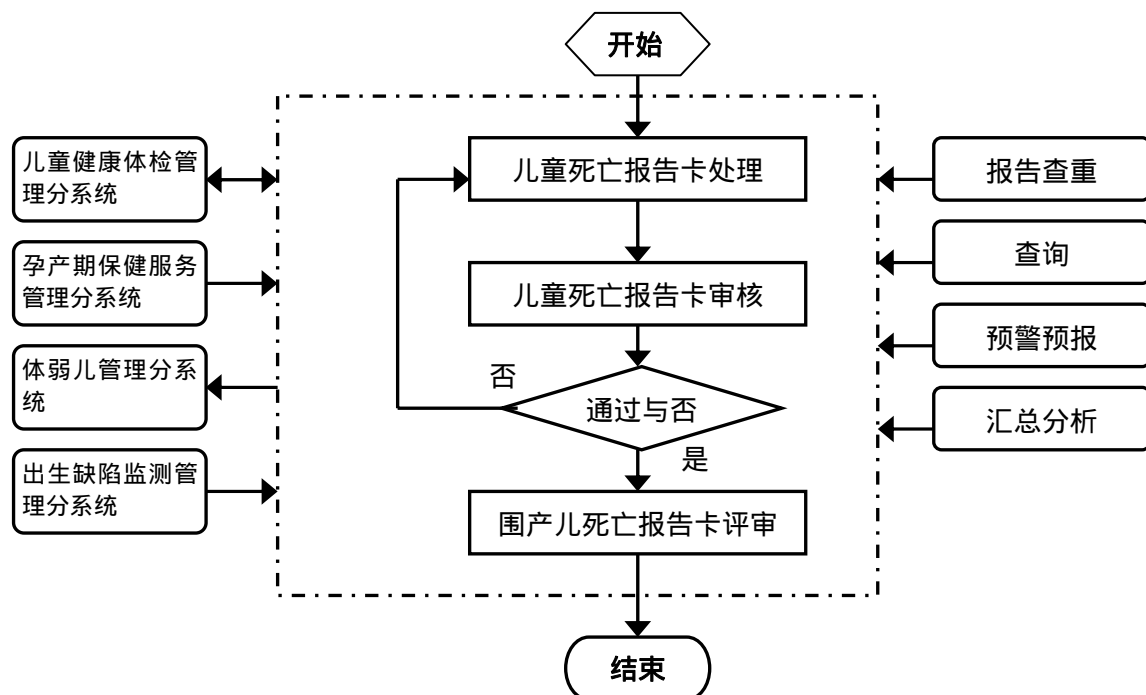 开始
儿童健康体检管
理分系统
孕产期保健服务
管理分系统
体弱儿管理分系
统
出生缺陷监测管
理分系统
儿童死亡报告卡处理
儿童死亡报告卡审核
否
通过与否
是
围产儿死亡报告卡评审
报告查重
查询
预警预报
汇总分析
结束